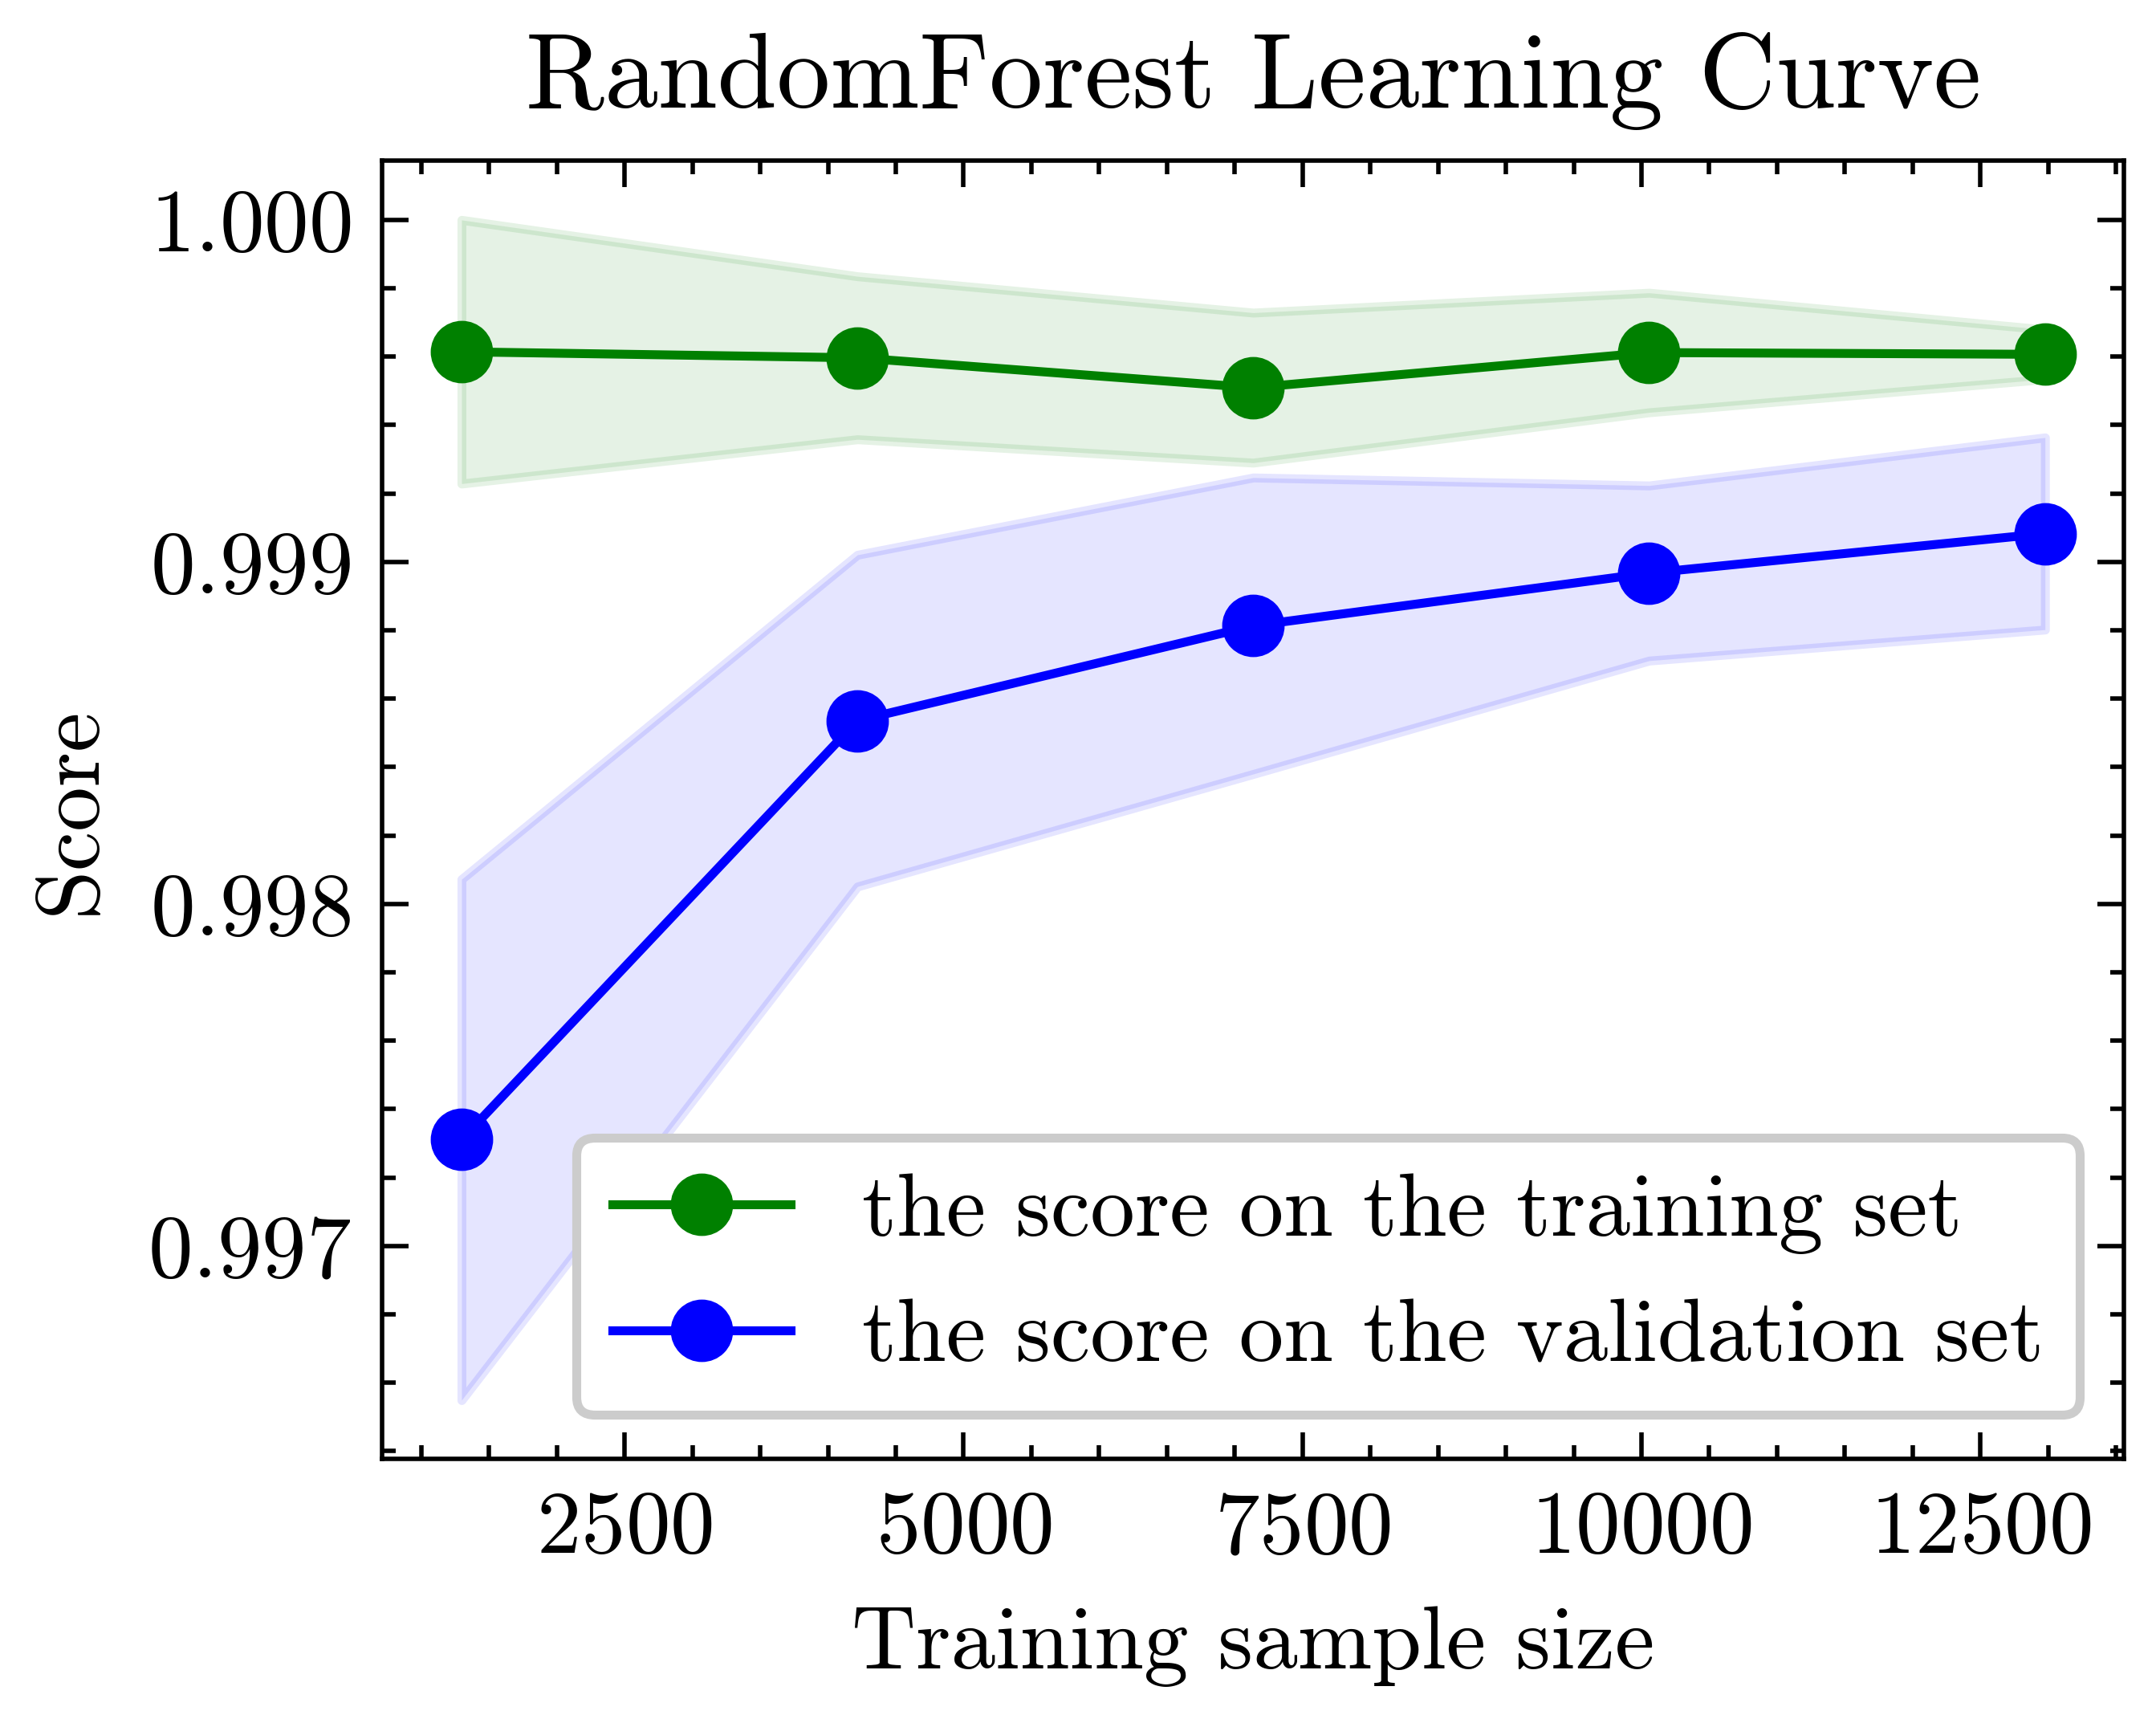 RandomForest Learning Curve
1.000
0.999
0.998
0.997
Score
the score on the training set
the score on the validation set
2500 5000 7500 10000 12500
Training sample size